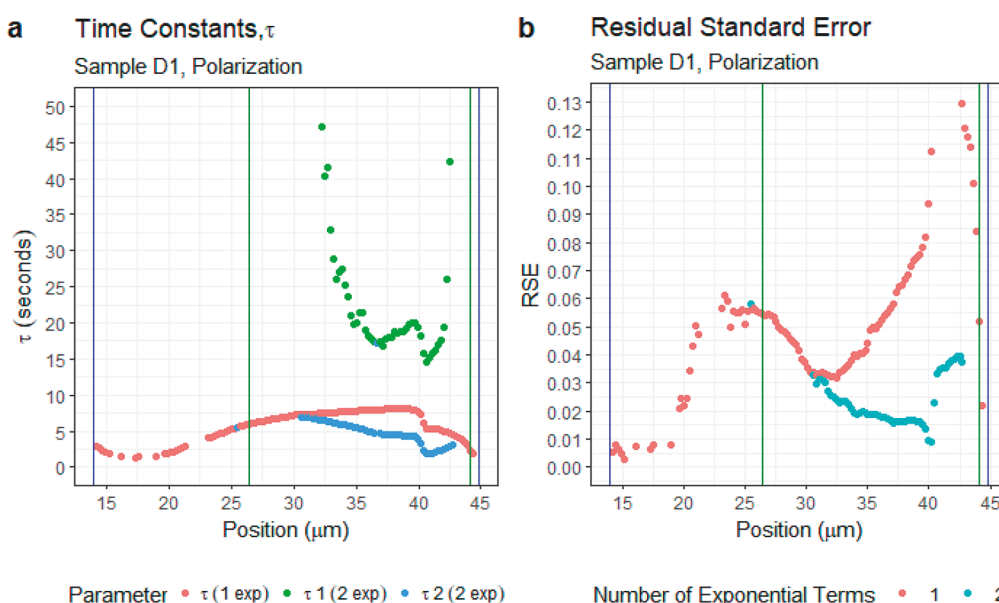 a Time Constants,τ
Sample D1, Polarization
50
45
40
35
30
25
20
15
10
5
0
τ (seconds)
15 20 25 30 35 40 45
Position (μm)
Parameter τ (1 exp) τ 1 (2 exp) τ 2 (2 exp)
b Residual Standard Error
Sample D1, Polarization
0.13
0.12
0.11
0.10
0.09
0.08
0.07
0.06
0.05
0.04
0.03
0.02
0.01
0.00
RSE
15 20 25 30 35 40 45
Position (μm)
Number of Exponential Terms 1 2